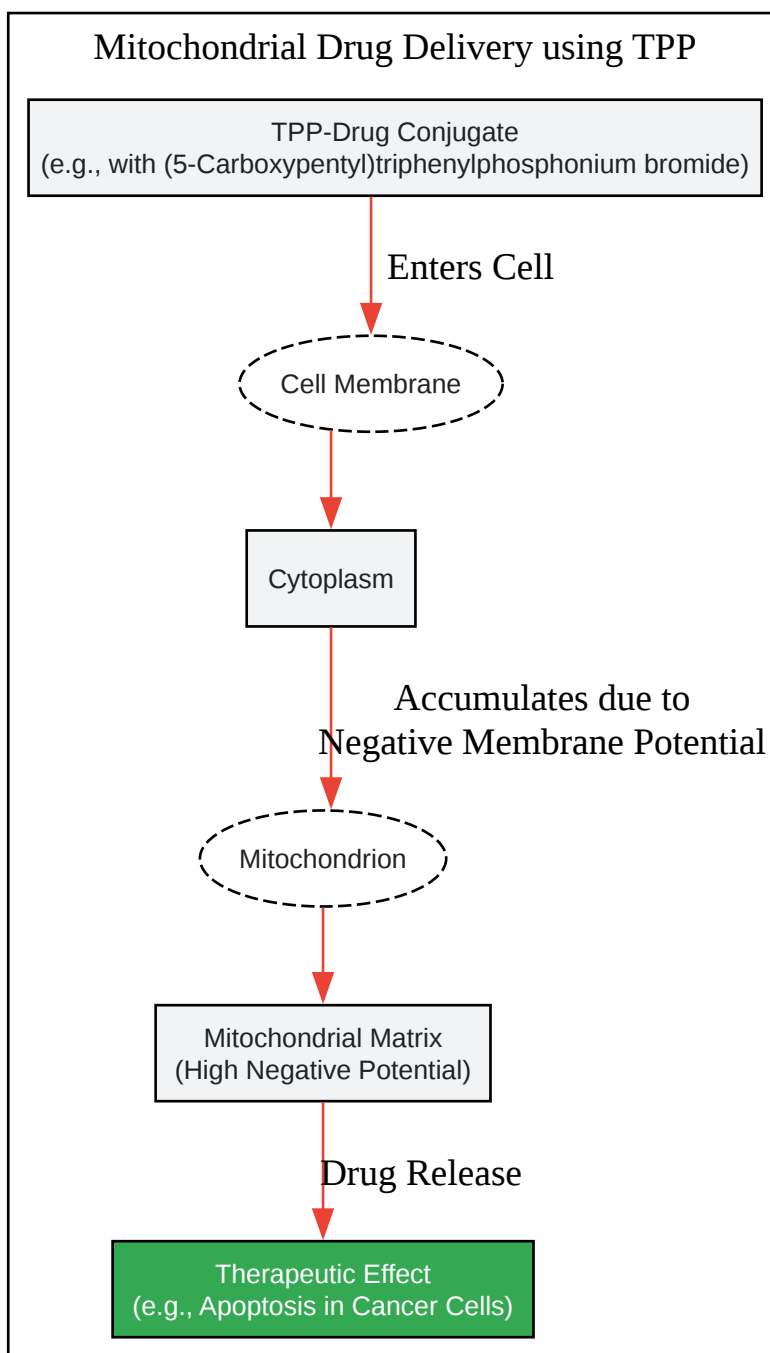 Mitochondrial Drug Delivery using TPP
TPP-Drug Conjugate
(e.g., with (5-Carboxypentyl)triphenylphosphonium bromide)
Enters Cell
Cell Membrane
Cytoplasm
Accumulates due to
Negative Membrane Potential
Mitochondrion
Mitochondrial Matrix
(High Negative Potential)
Drug Release
Therapeutic Effect
(e.g., Apoptosis in Cancer Cells)